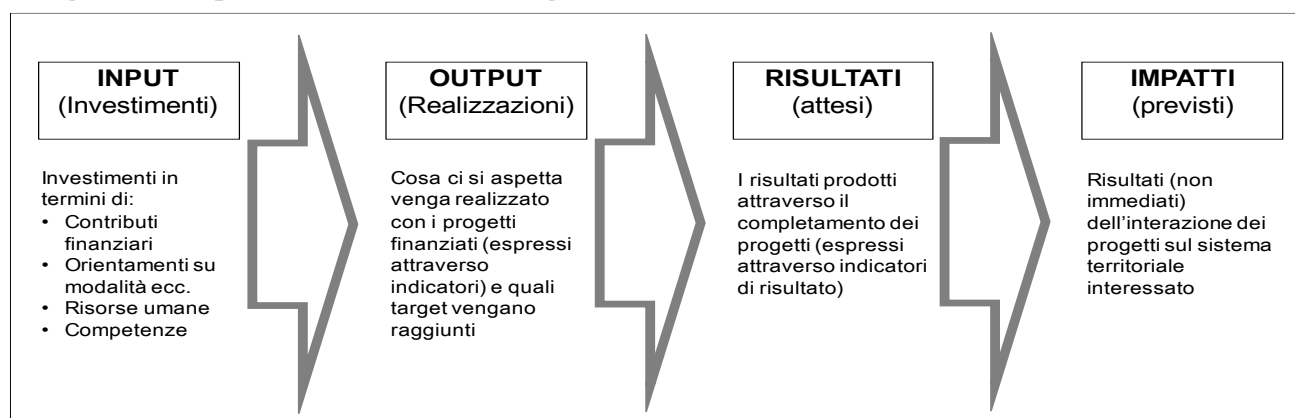 INPUT
(Investimenti)
Investimenti in
termini di:
• Contributi
finanziari
• Orientamenti su
modalità ecc.
• Risorse umane
• Competenze
OUTPUT
(Realizzazioni)
Cosa ci si aspetta
venga realizzato
con i progetti
finanziati (espressi
attraverso
indicatori) e quali
target vengano
raggiunti
RISULTATI
(attesi)
I risultati prodotti
attraverso il
completamento dei
progetti (espressi
attraverso indicatori
di risultato)
IMPATTI
(previsti)
Risultati (non
immediati)
dell'interazione dei
progetti sul sistema
territoriale
interessato